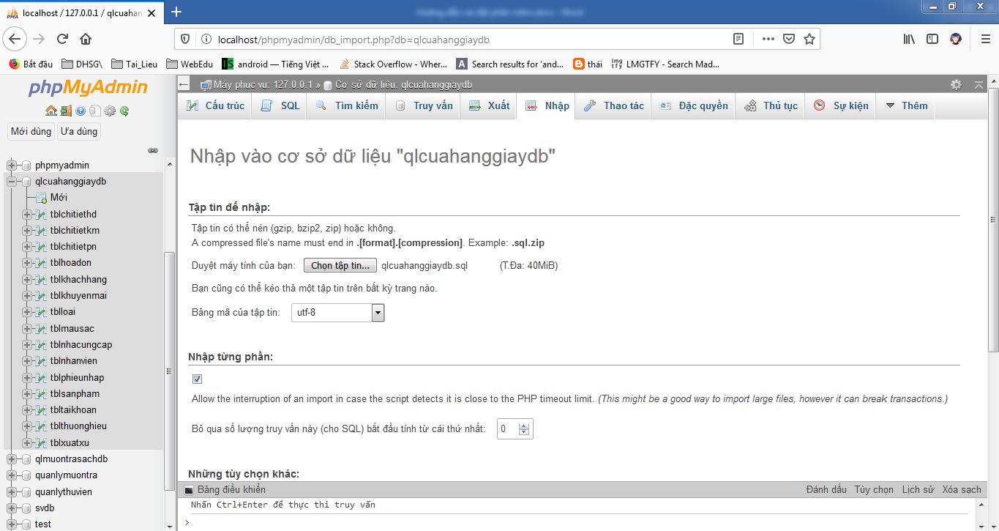 localhost / 127.0.0.1 / qlcuahan
Hướng dẫn cài đặt phần mềm.docx - Word
localhost/phpmyadmin/db_import.php?db=qlcuahanggiaydb
Bắt đầu DHSG\ Tai_Lieu WebEdu android — Tiếng Việt ... Stack Overflow - Wher... Search results for 'and... thái LMGTFY - Search Mad...
phpMyAdmin
Mới dùng Ưa dùng
phpmyadmin
qlcuahanggiaydb
Mới
tblchitiethd
tblchitietkm
tblchitietpn
tblhoadon
tblkhachhang
tblkhuyenmai
tblloai
tblmausac
tblnhacungcap
tblnhanvien
tblphieunhap
tblsanpham
tbltaikhoan
tblthuonghieu
tblxuatxu
qlmuontrasachdb
quanlymuontra
quanlythuvien
svdb
test
Máy phục vụ: 127.0.0.1 » Cơ sở dữ liệu: qlcuahanggiaydb
Cấu trúc SQL Tìm kiếm Truy vấn Xuất Nhập Thao tác Đặc quyền Thủ tục Sự kiện Thêm
Nhập vào cơ sở dữ liệu "qlcuahanggiaydb"
Tập tin để nhập:
Tập tin có thể nén (gzip, bzip2, zip) hoặc không.
A compressed file's name must end in .[format].[compression]. Example: .sql.zip
Duyệt máy tính của bạn: Chọn tập tin... qlcuahanggiaydb.sql (T.Đa: 40MiB)
Bạn cũng có thể kéo thả một tập tin trên bất kỳ trang nào.
Bảng mã của tập tin: utf-8
Nhập từng phần:
Allow the interruption of an import in case the script detects it is close to the PHP timeout limit. (This might be a good way to import large files, however it can break transactions.)
Bỏ qua số lượng truy vấn này (cho SQL) bắt đầu tính từ cái thứ nhất: 0
Những tùy chọn khác:
Bảng điều khiển Đánh dấu Tùy chọn Lịch sử Xóa sạch
Nhấn Ctrl+Enter để thực thi truy vấn
>